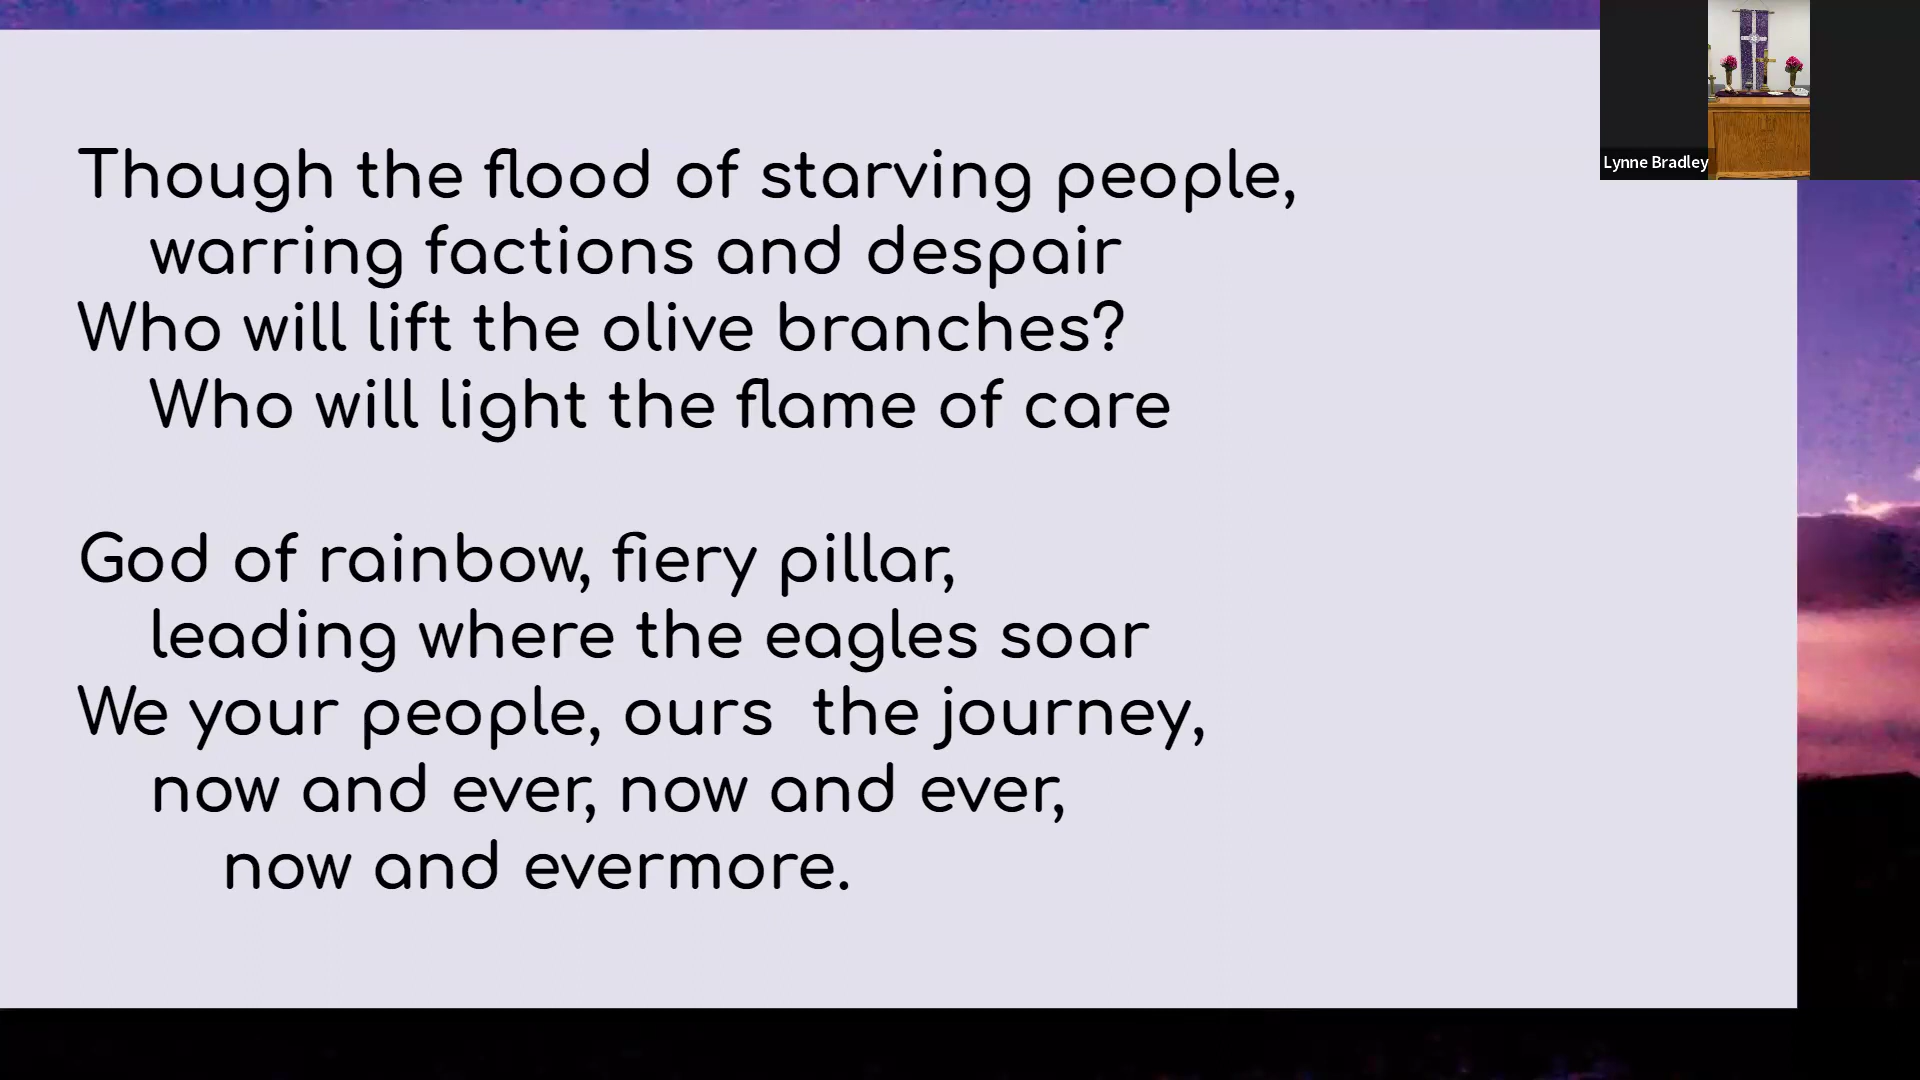 Though the flood of starving people,
warring factions and despair
Who will lift the olive branches?
Who will light the flame of care
God of rainbow, fiery pillar,
leading where the eagles soar
We your people, ours  the journey,
now and ever, now and ever,
now and evermore.
Lynne Bradley